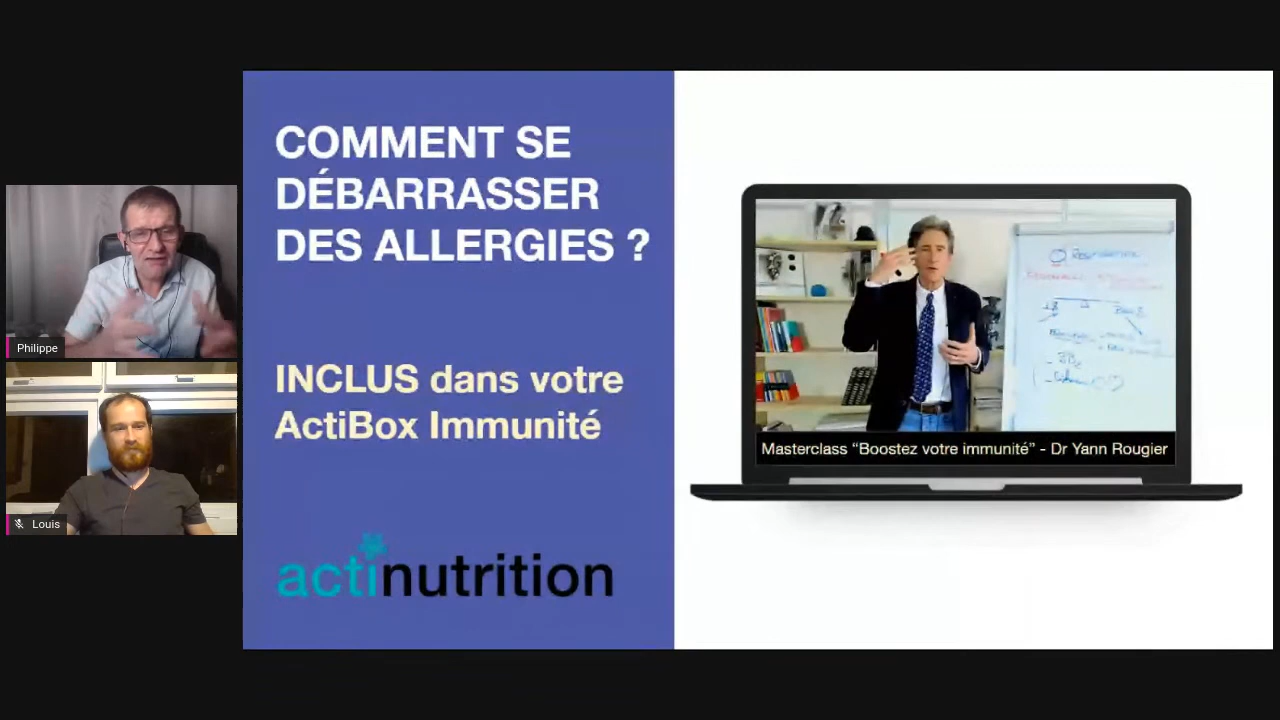 COMMENT SE
DÉBARRASSER
DES ALLERGIES ?
INCLUS dans votre
ActiBox Immunité
actinutrition
Masterclass “Boostez votre immunité” - Dr Yann Rougier
Philippe
Louis